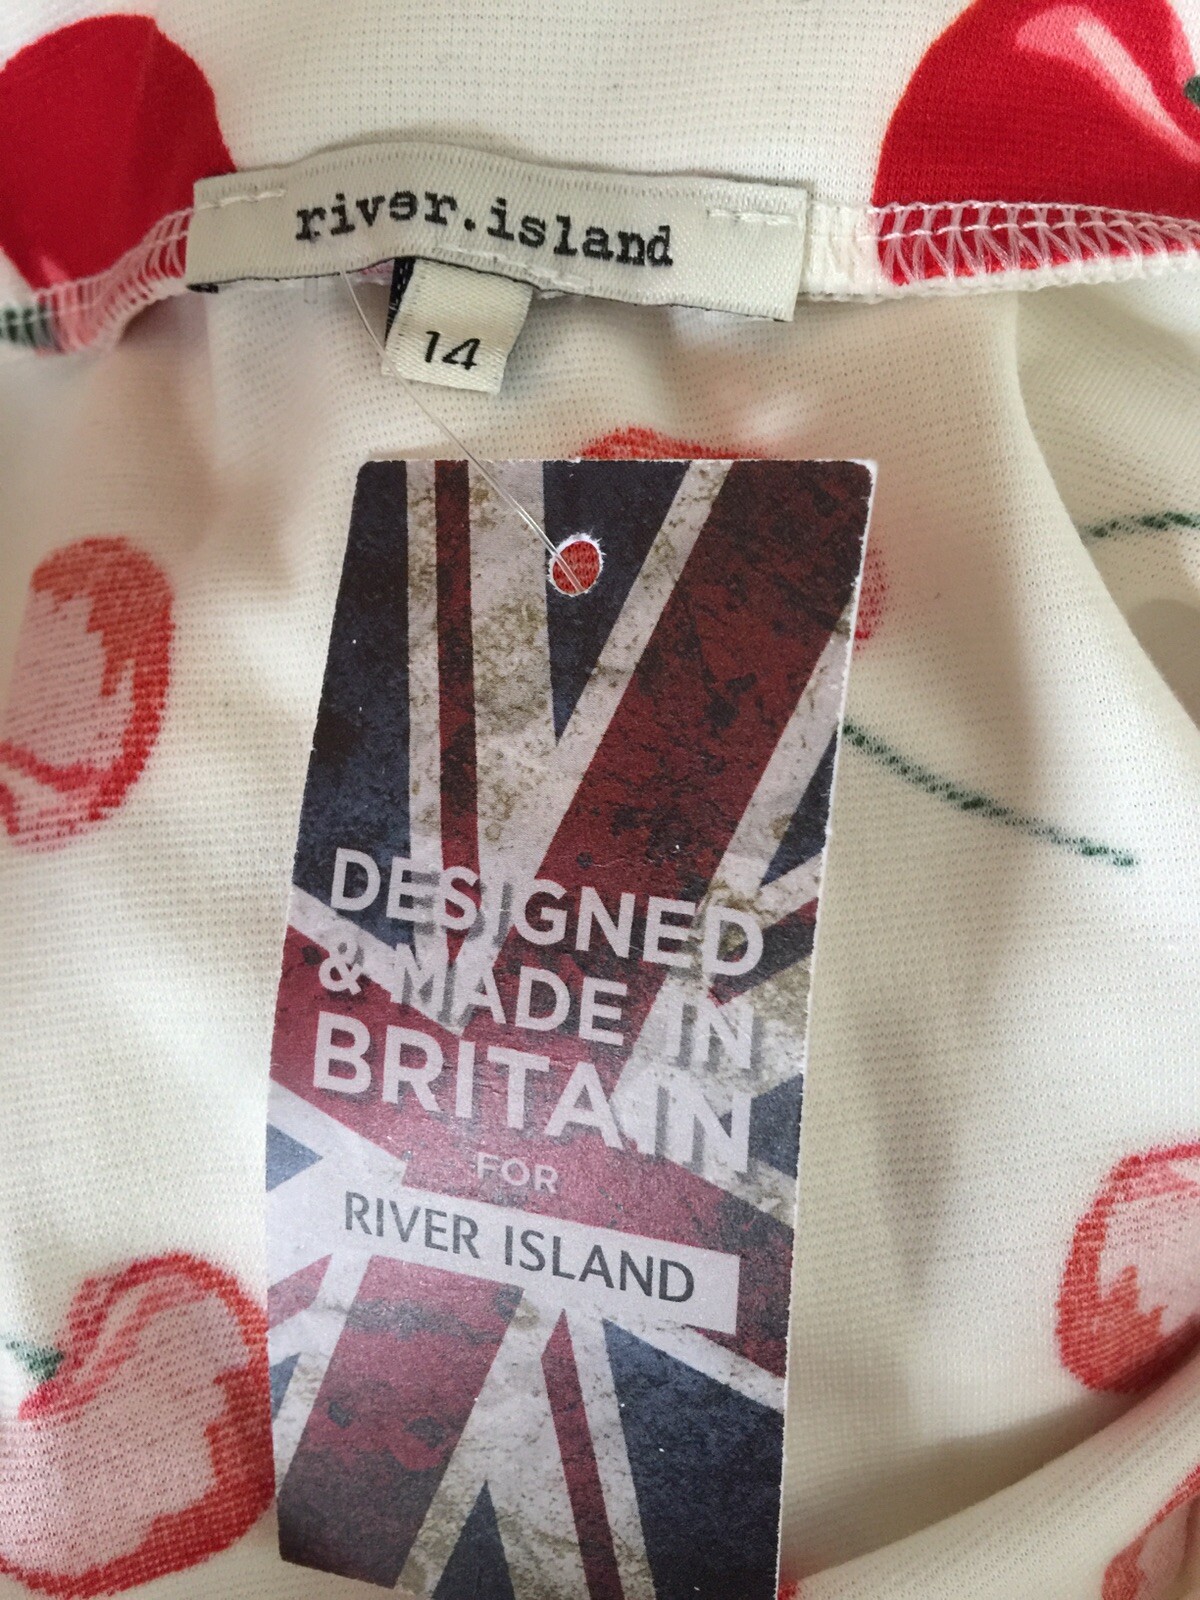 river.island
14
DESIGNED
& MADE IN
BRITAIN
FOR
RIVER ISLAND